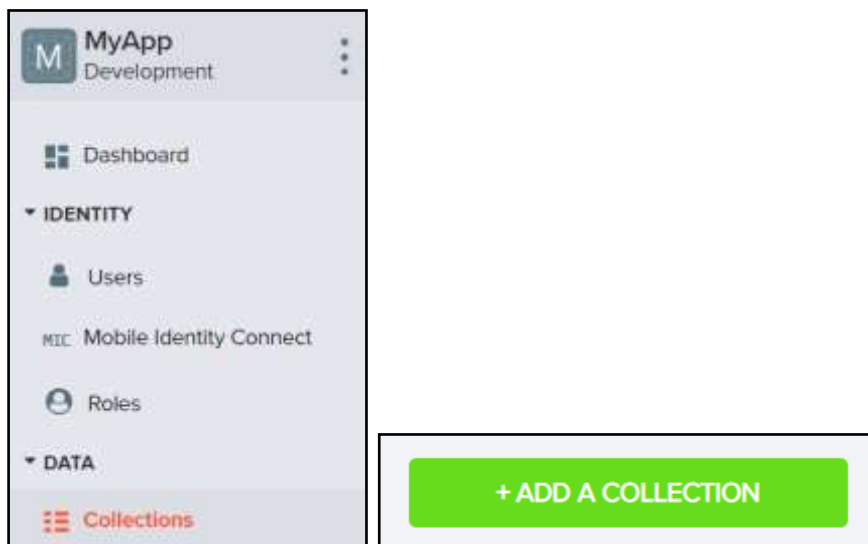 M
MyApp
Development
Dashboard
IDENTITY
Users
MIC Mobile Identity Connect
Roles
DATA
Collections
+ ADD A COLLECTION